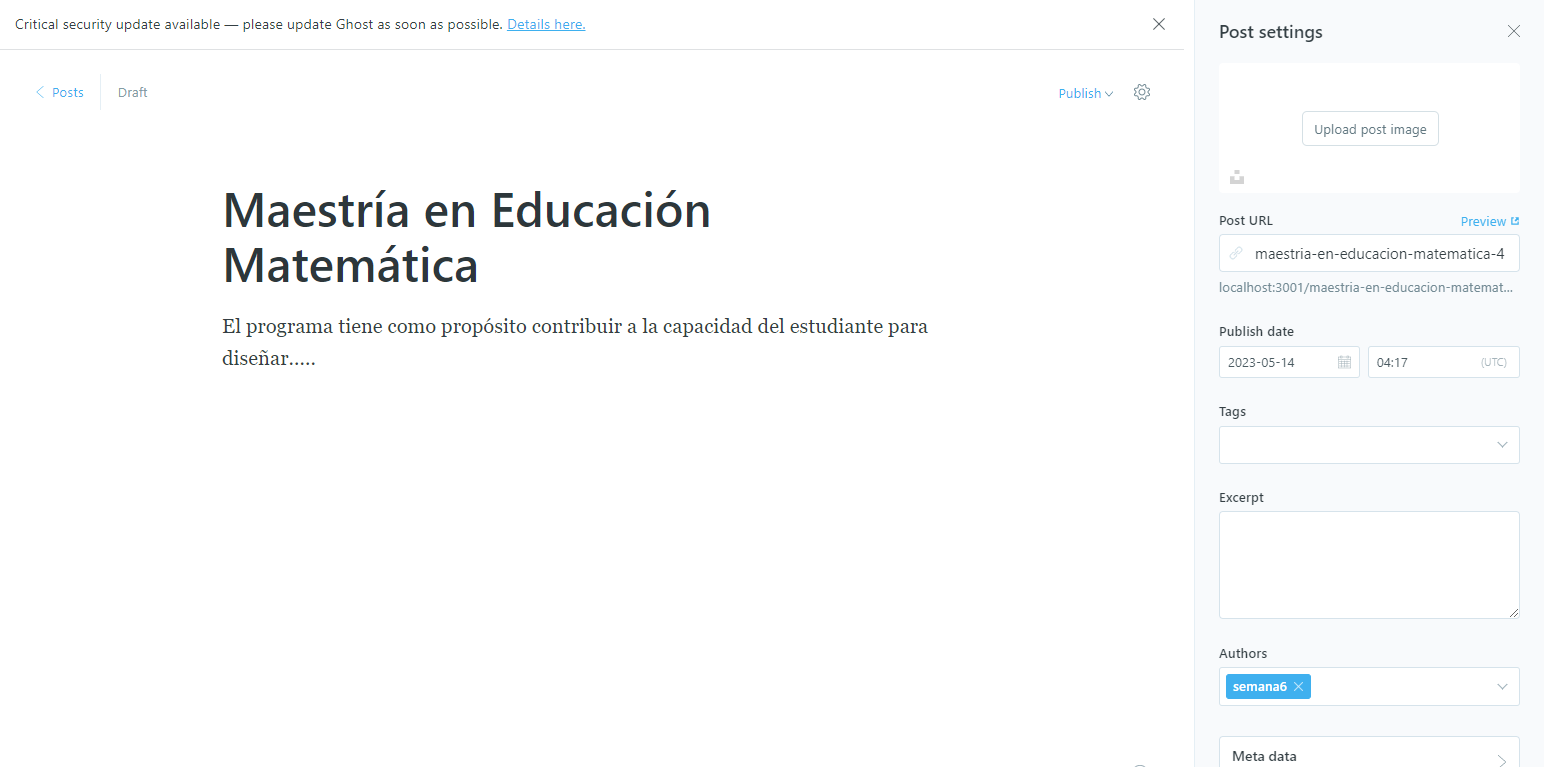 Critical security update available — please update Ghost as soon as possible. Details here.
Posts
Draft
Publish
Maestría en Educación
Matemática
El programa tiene como propósito contribuir a la capacidad del estudiante para
diseñar.....
Post settings
Upload post image
Post URL
Preview
maestria-en-educacion-matematica-4
localhost:3001/maestria-en-educacion-matemat...
Publish date
2023-05-14
04:17
(UTC)
Tags
Excerpt
Authors
semana6
Meta data